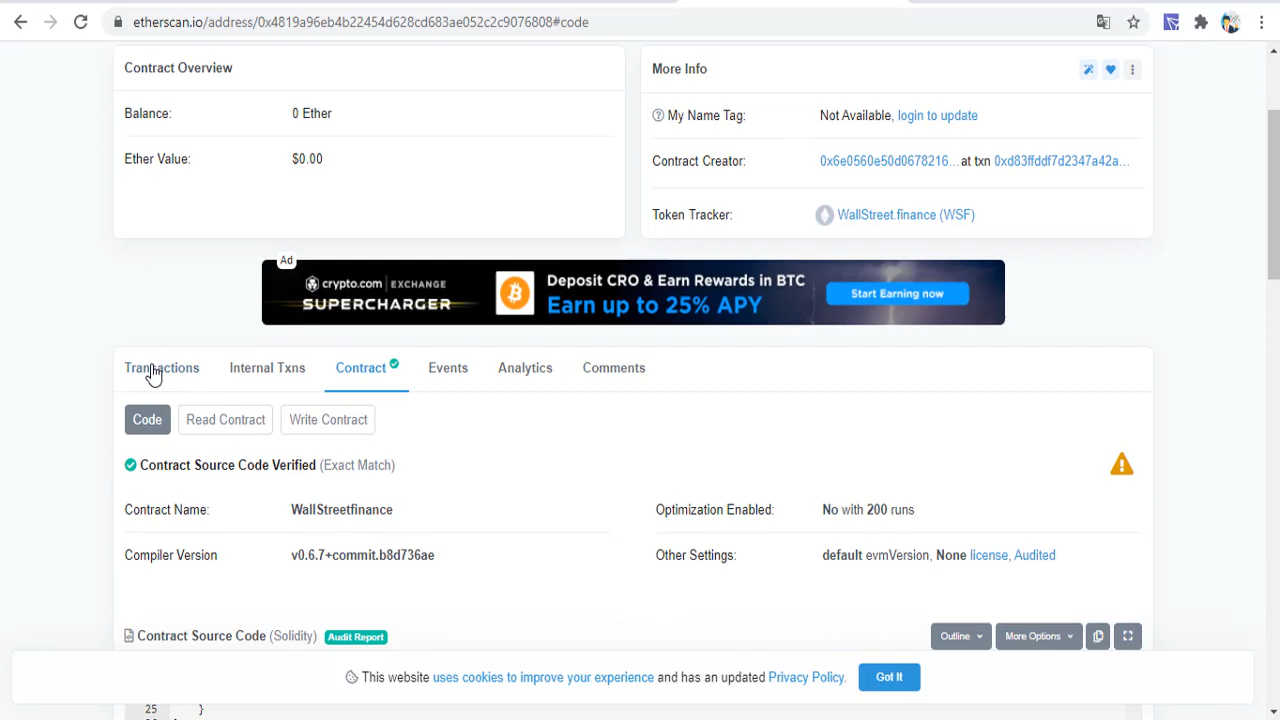 etherscan.io/address/0x4819a96eb4b22454d628cd683ae052c2c9076808#code
Contract Overview
Balance: 0 Ether
Ether Value: $0.00
More Info
My Name Tag: Not Available, login to update
Contract Creator: 0x6e0560e50d0678216... at txn 0xd83ffddf7d2347a42a...
Token Tracker: WallStreet.finance (WSF)
Ad
crypto.com | EXCHANGE
SUPERCHARGER
Deposit CRO & Earn Rewards in BTC
Earn up to 25% APY
Start Earning now
Transactions Internal Txns Contract Events Analytics Comments
Code Read Contract Write Contract
Contract Source Code Verified (Exact Match)
Contract Name: WallStreetfinance
Optimization Enabled: No with 200 runs
Compiler Version v0.6.7+commit.b8d736ae
Other Settings: default evmVersion, None license, Audited
Contract Source Code (Solidity) Audit Report
Outline More Options
This website uses cookies to improve your experience and has an updated Privacy Policy. Got It
25 }